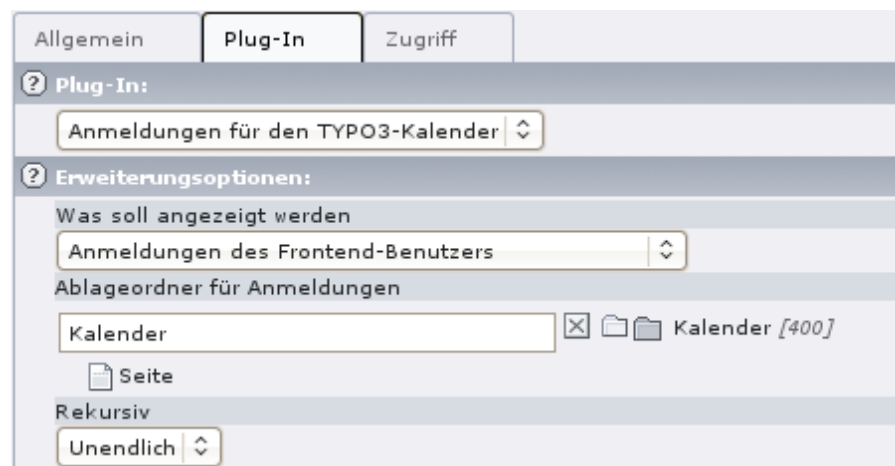 Allgemein Plug-In Zugriff
? Plug-In:
Anmeldungen für den TYPO3-Kalender
? Erweiterungsoptionen:
Was soll angezeigt werden
Anmeldungen des Frontend-Benutzers
Ablageordner für Anmeldungen
Kalender Kalender [400]
Seite
Rekursiv
Unendlich